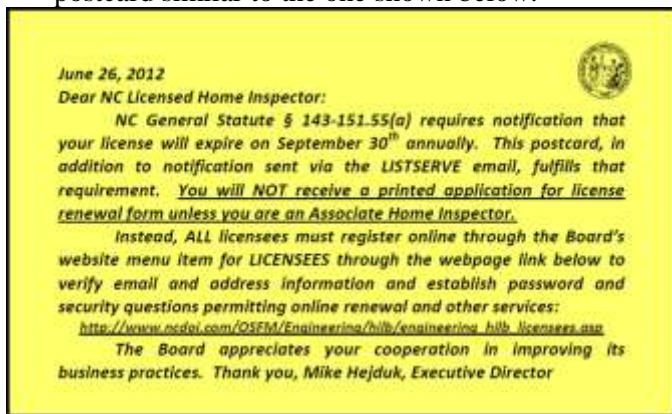 postcard similar to the one shown below.
June 26, 2012
Dear NC Licensed Home Inspector:
NC General Statute § 143-151.55(a) requires notification that
your license will expire on September 30th annually. This postcard, in
addition to notification sent via the LISTSERVE email, fulfills that
requirement. You will NOT receive a printed application for license
renewal form unless you are an Associate Home Inspector.
Instead, ALL licensees must register online through the Board's
website menu item for LICENSEES through the webpage link below to
verify email and address information and establish password and
security questions permitting online renewal and other services:
http://www.ncdoi.com/OSFM/Engineering/hilb/engineering_hilb_licensees.asp
The Board appreciates your cooperation in improving its
business practices. Thank you, Mike Hejduk, Executive Director